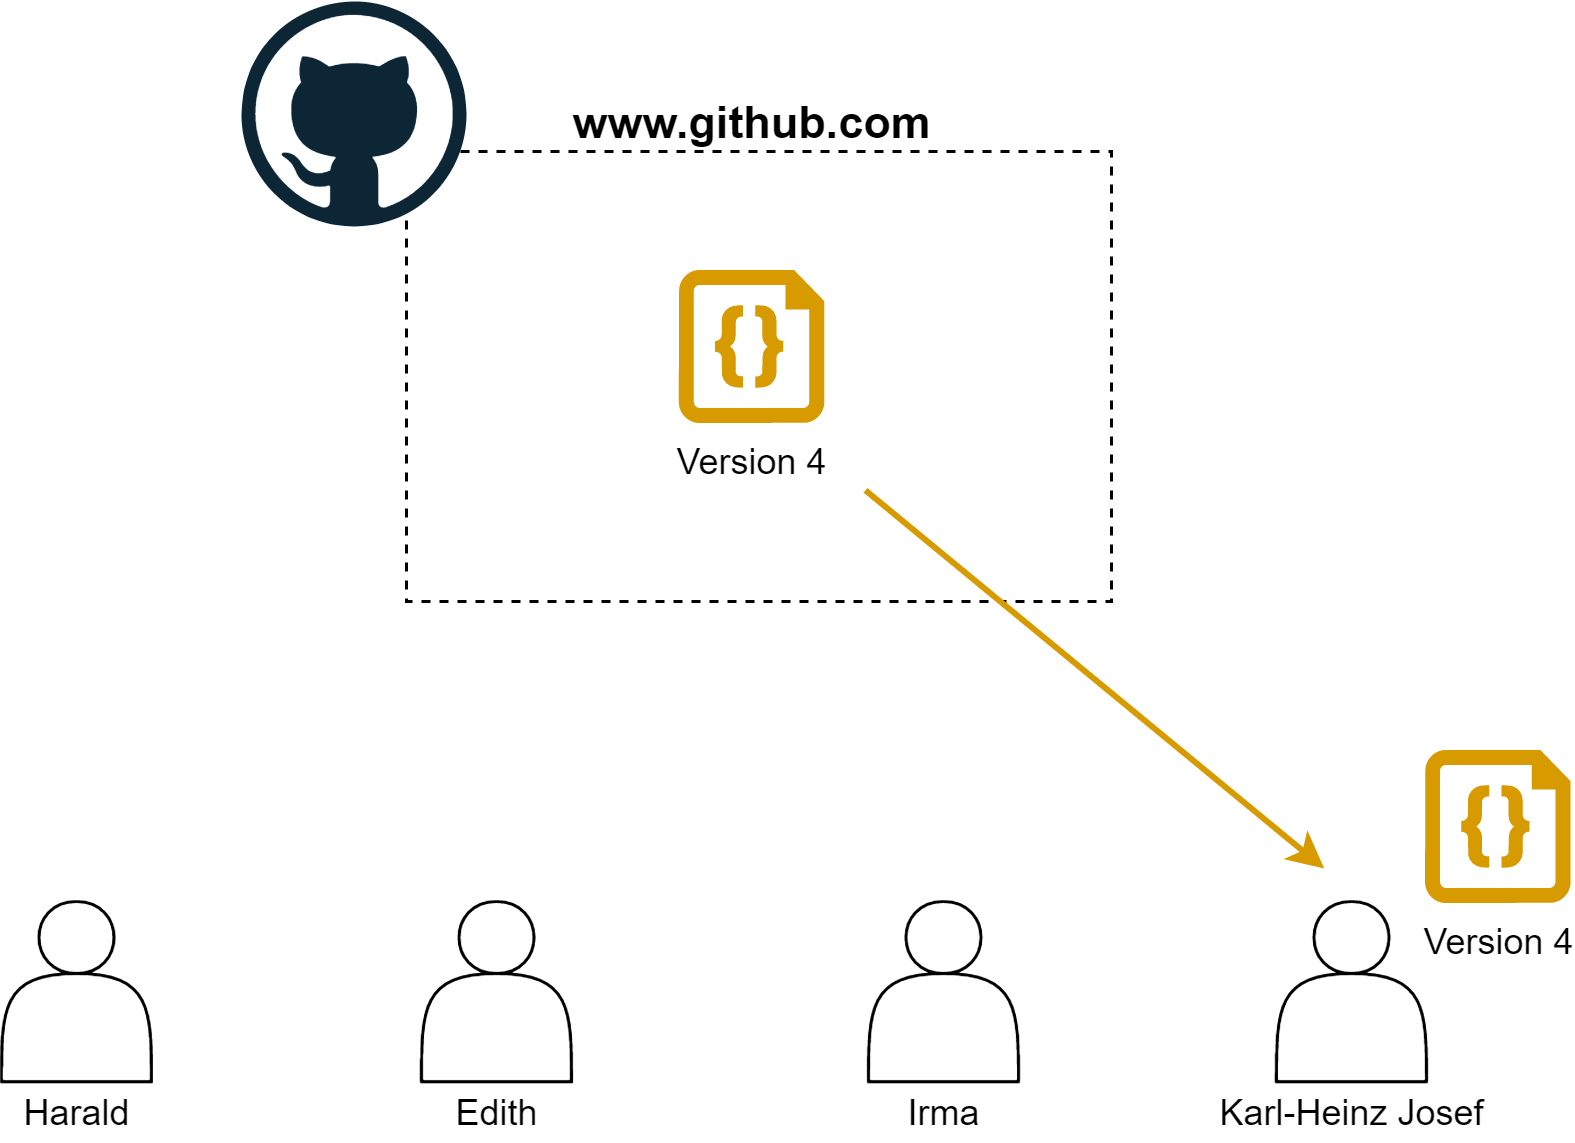 www.github.com
Version 4
Version 4
Harald
Edith
Irma
Karl-Heinz Josef